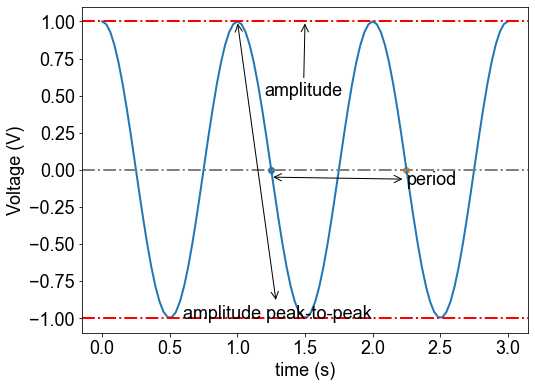 1.00
0.75
amplitude
0.50
0.25
0.00
period
−0.25
−0.50
−0.75
amplitude peak-to-peak
−1.00
Voltage (V)
0.0 0.5 1.0 1.5 2.0 2.5 3.0
time (s)